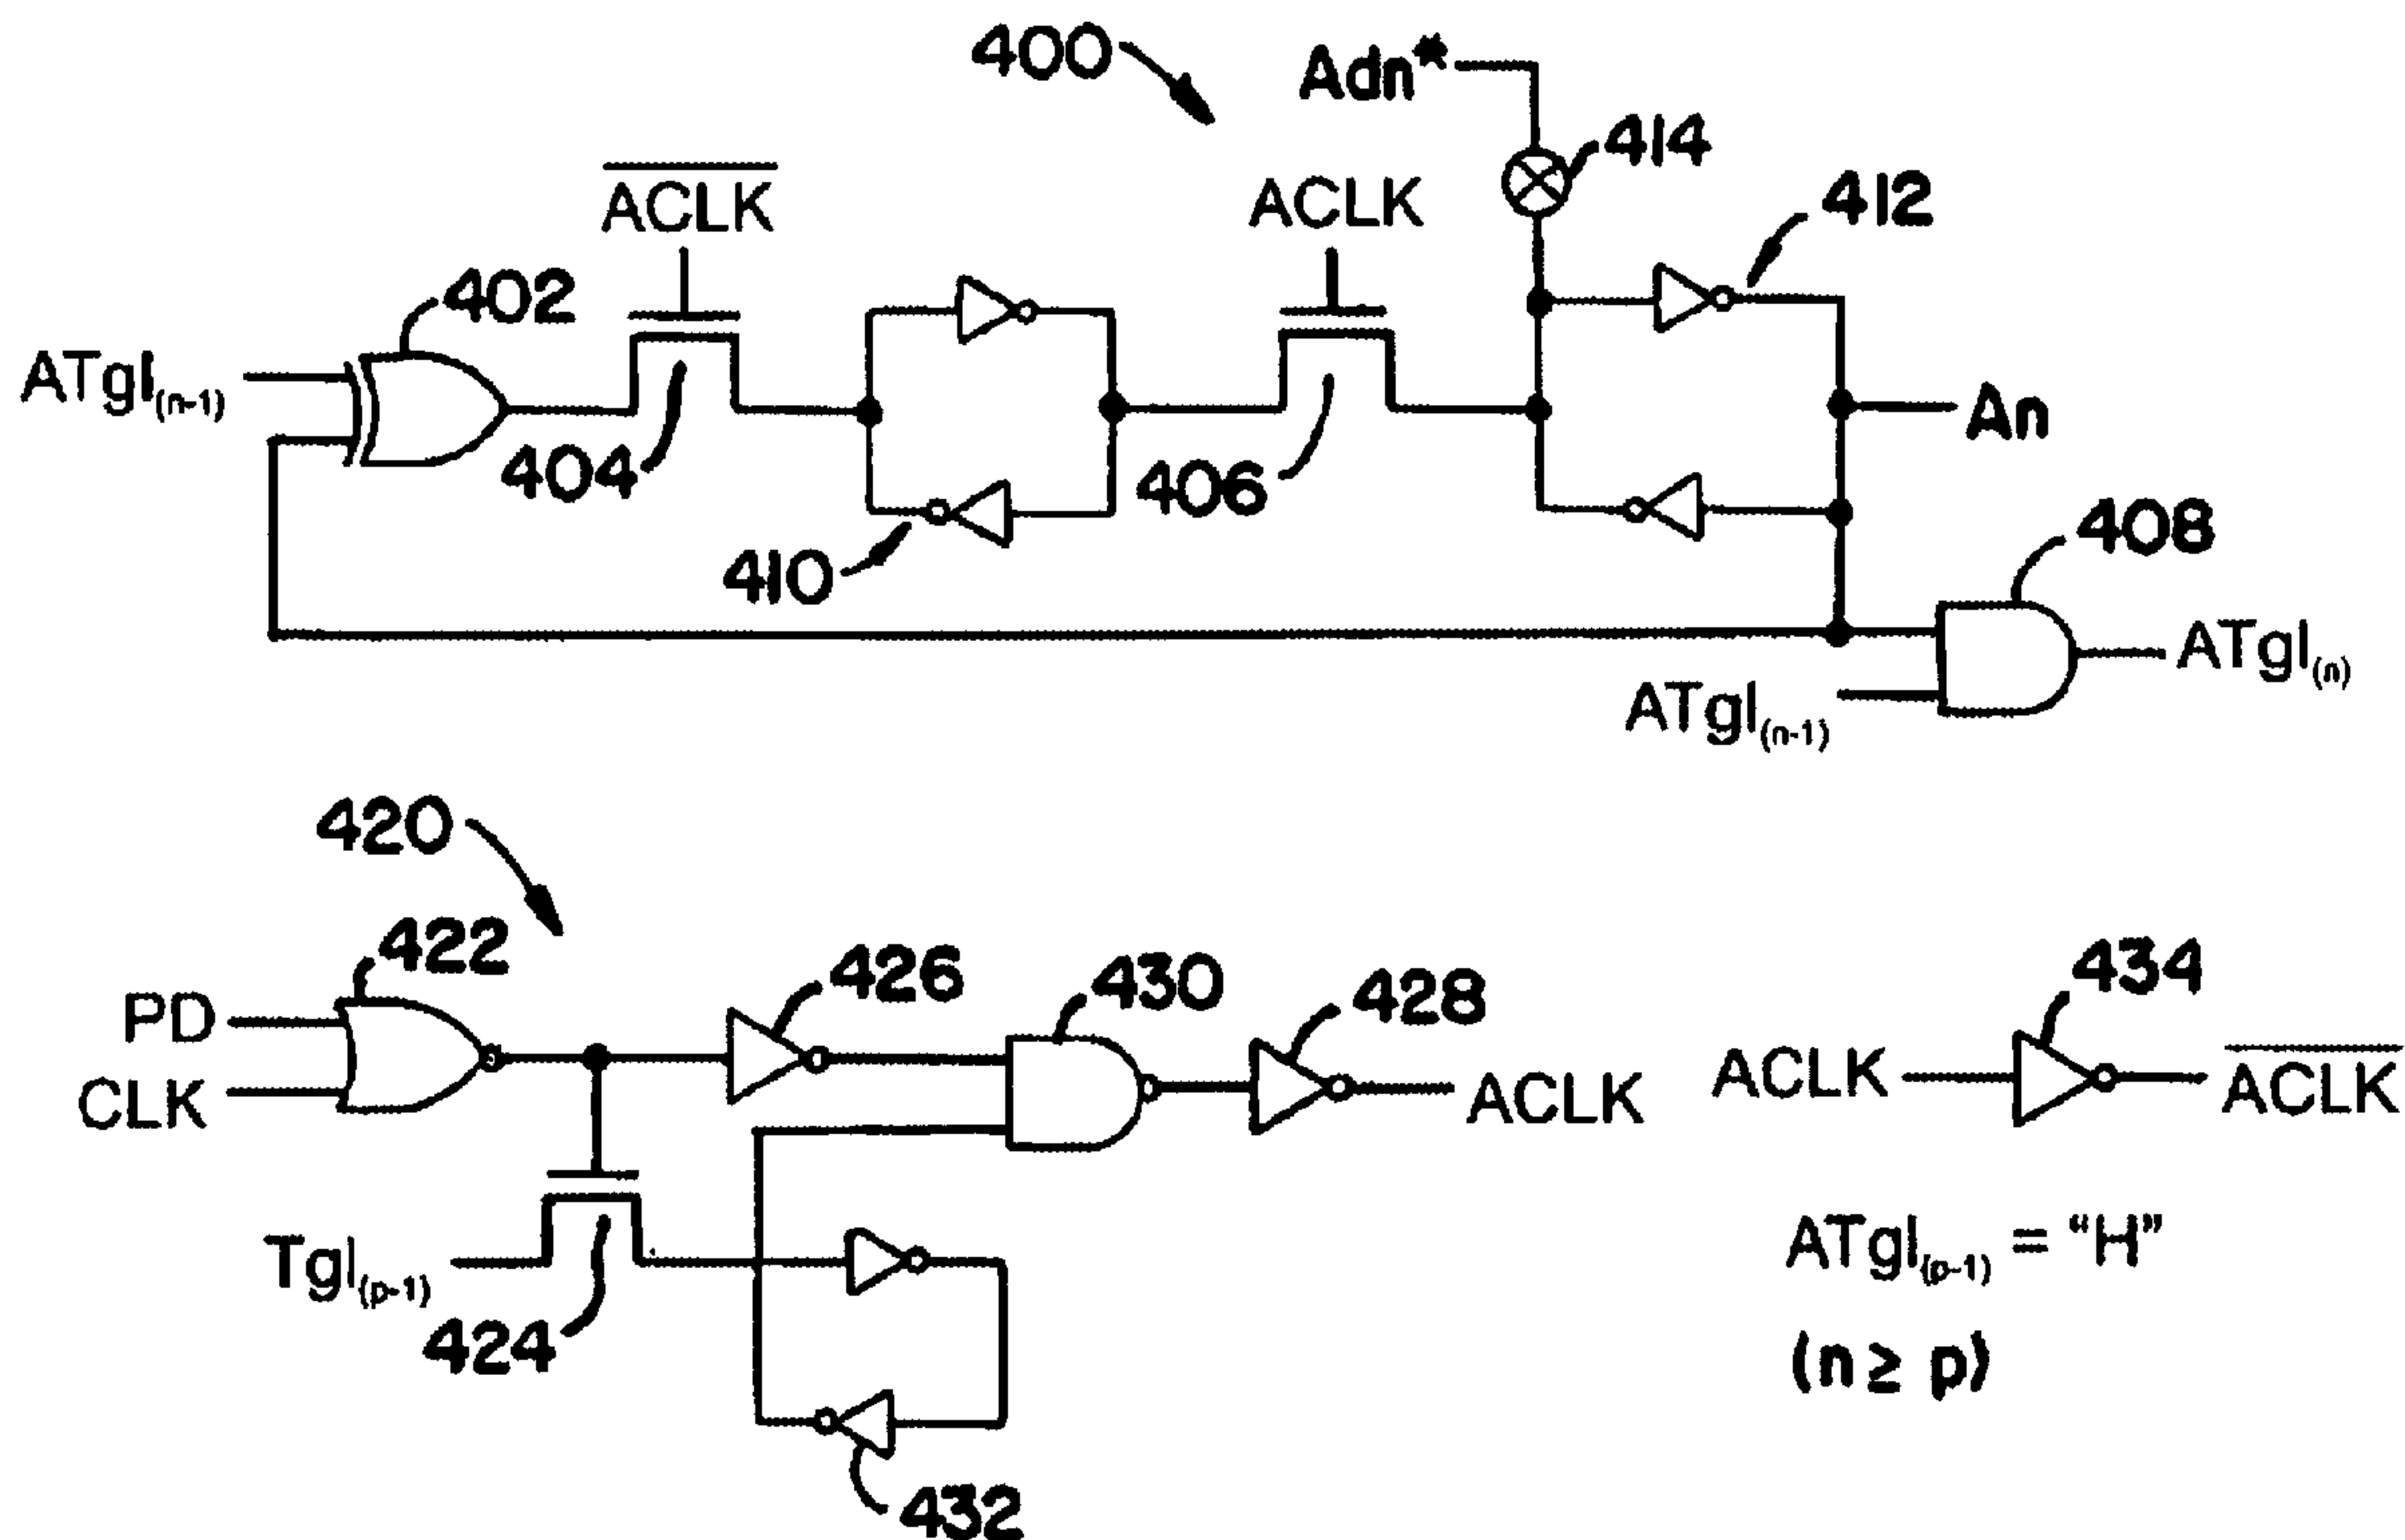 400
Adn*
414
ACLK
ACLK
412
402
ATgl(n-1)
404
406
An
410
408
ATgl(n)
ATgl(n-1)
420
422
426
430
428
434
PD
CLK
ACLK
ACLK
ACLK
Tgl(p-1)
424
432
ATgl(p-1) = “H”
(n ≥ p)